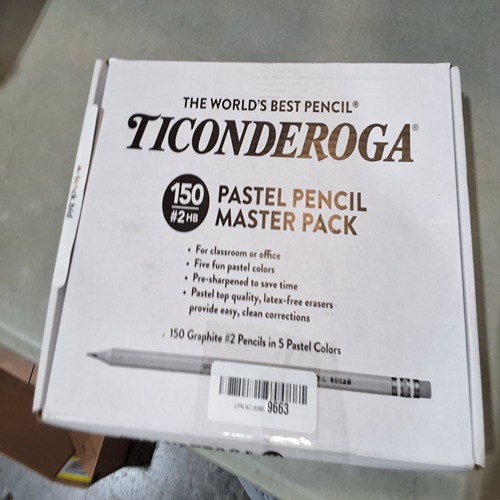 THE WORLD'S BEST PENCIL®
TICONDEROGA®
150
#2 HB
PASTEL PENCIL
MASTER PACK
• For classroom or office
• Five fun pastel colors
• Pre-sharpened to save time
• Pastel top quality, latex-free erasers
provide easy, clean corrections
150 Graphite #2 Pencils in 5 Pastel Colors
9663